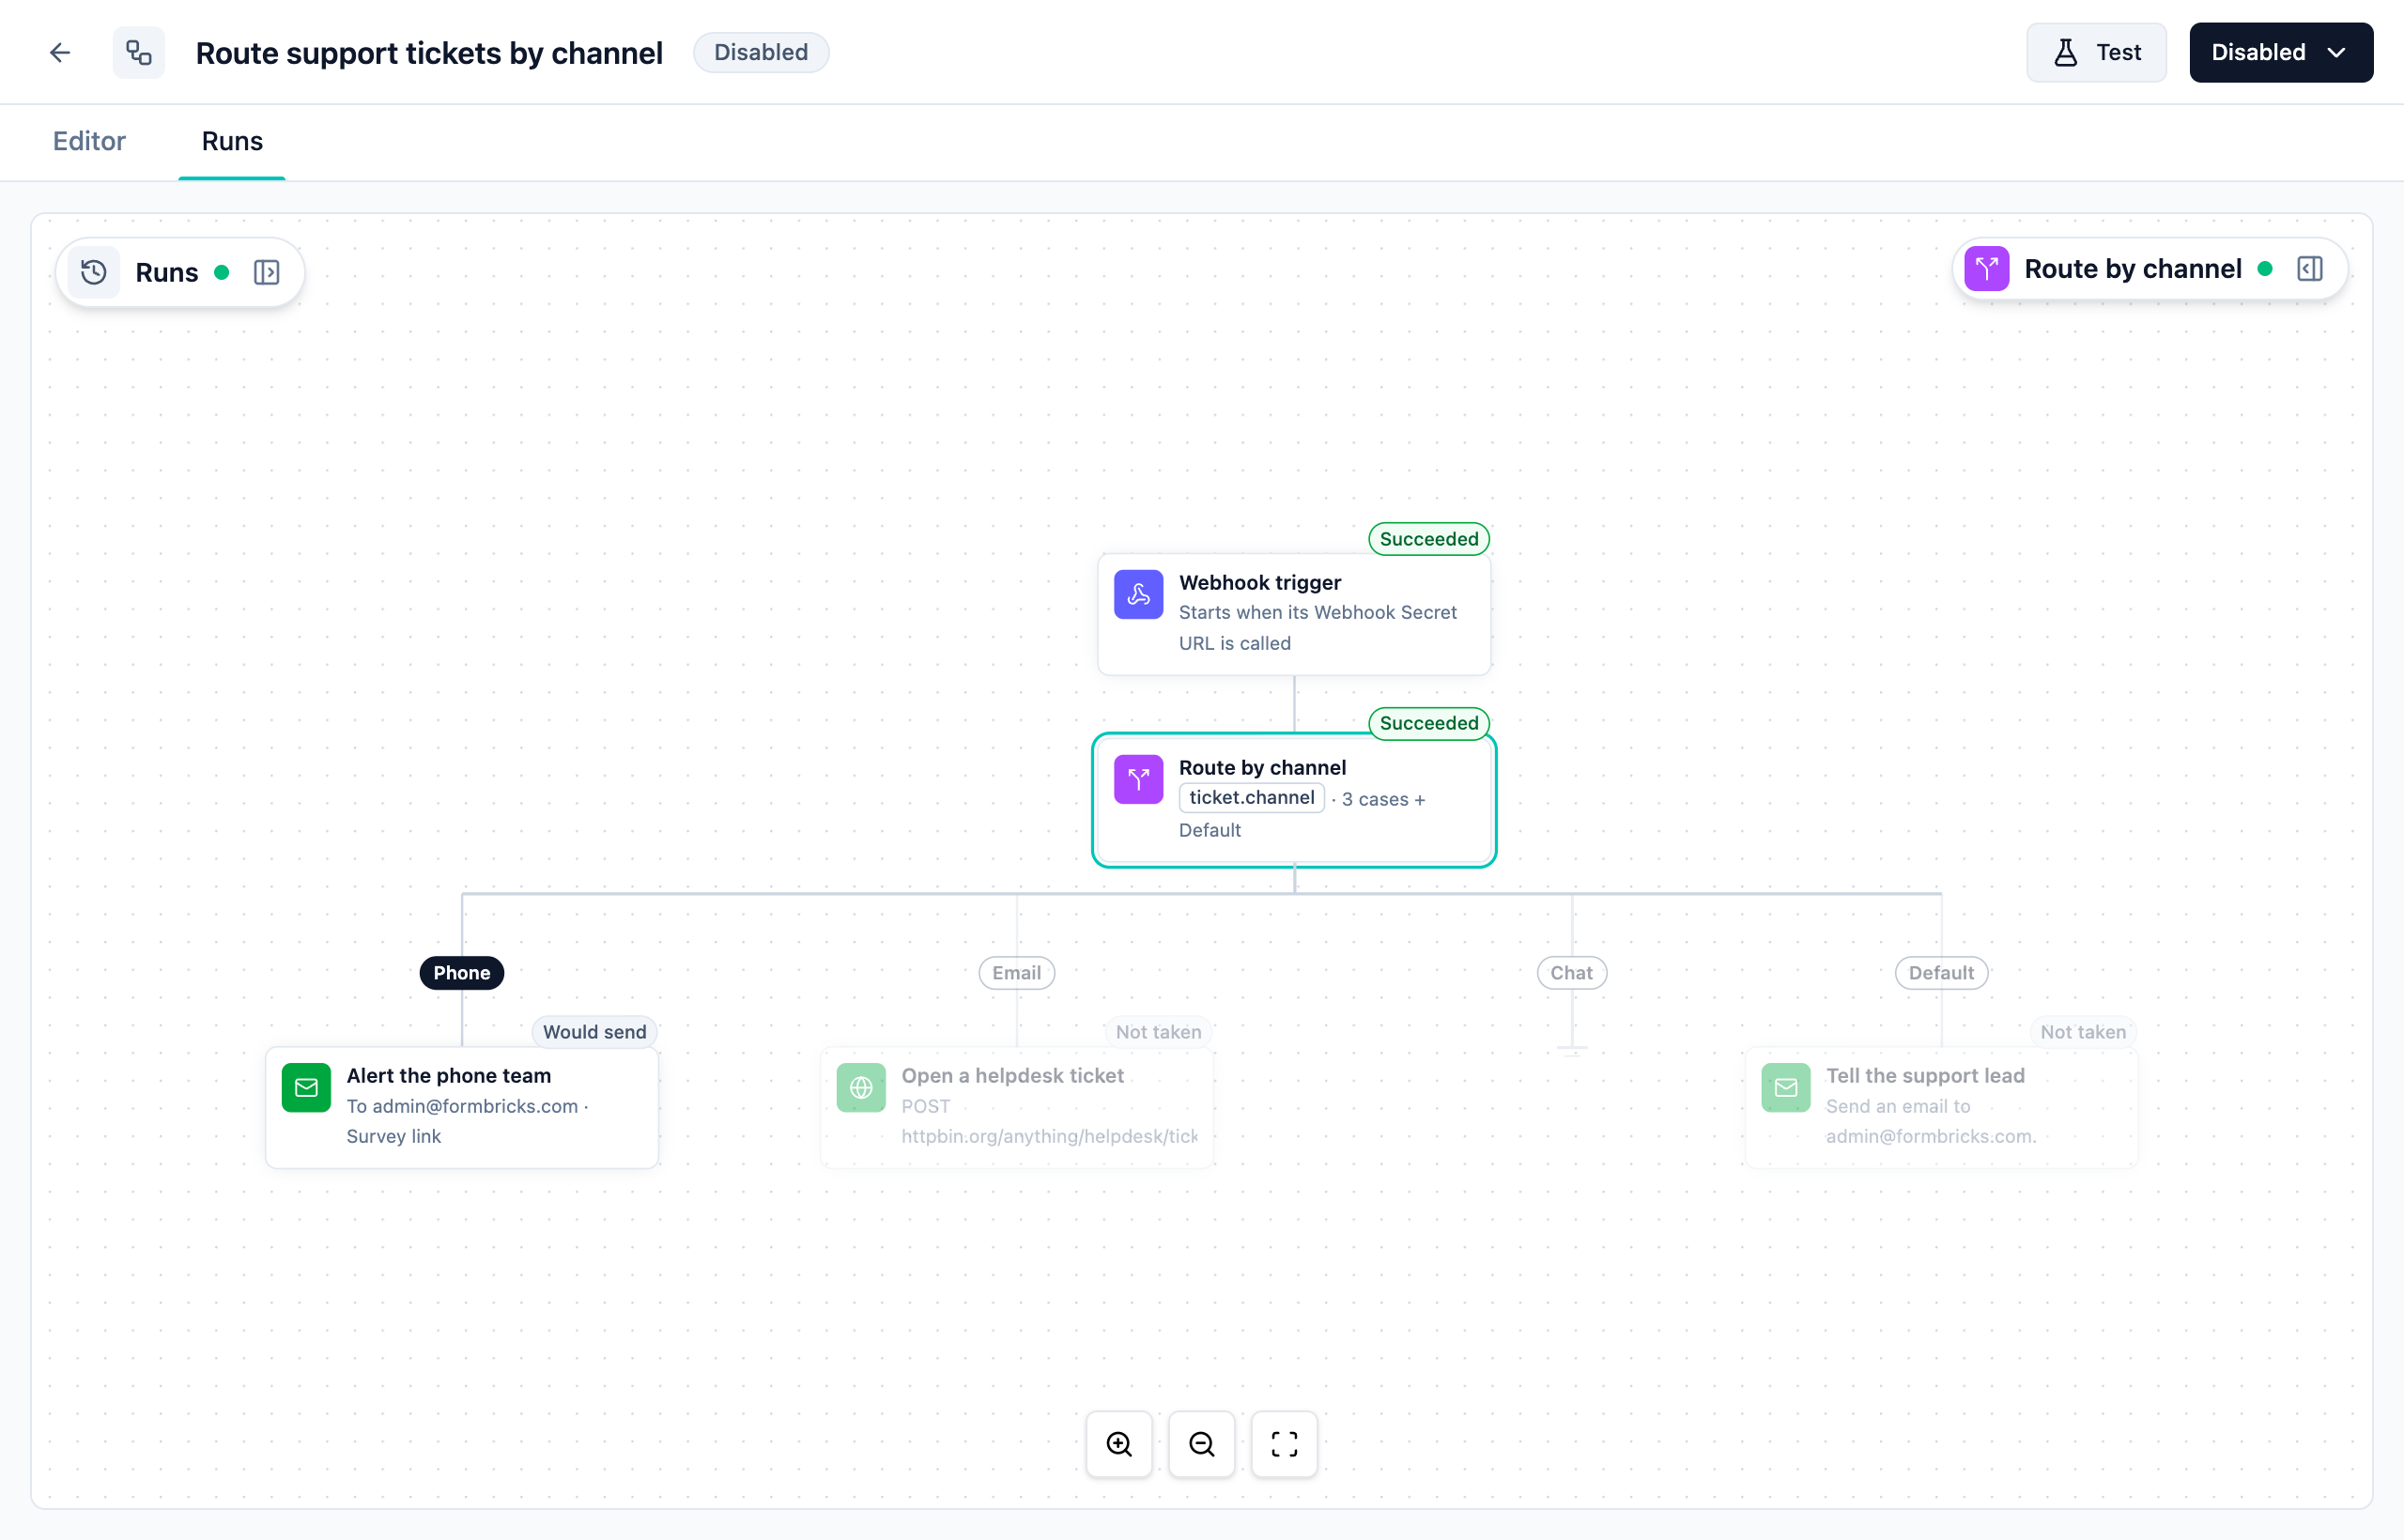 Route support tickets by channel
Disabled
Test
Disabled
Editor
Runs
Runs
Route by channel
Succeeded
Webhook trigger
Starts when its Webhook Secret
URL is called
Succeeded
Route by channel
ticket.channel · 3 cases +
Default
Phone
Email
Chat
Default
Would send
Alert the phone team
To admin@formbricks.com ·
Survey link
Not taken
Open a helpdesk ticket
POST
httpbin.org/anything/helpdesk/tick
Not taken
Tell the support lead
Send an email to
admin@formbricks.com.